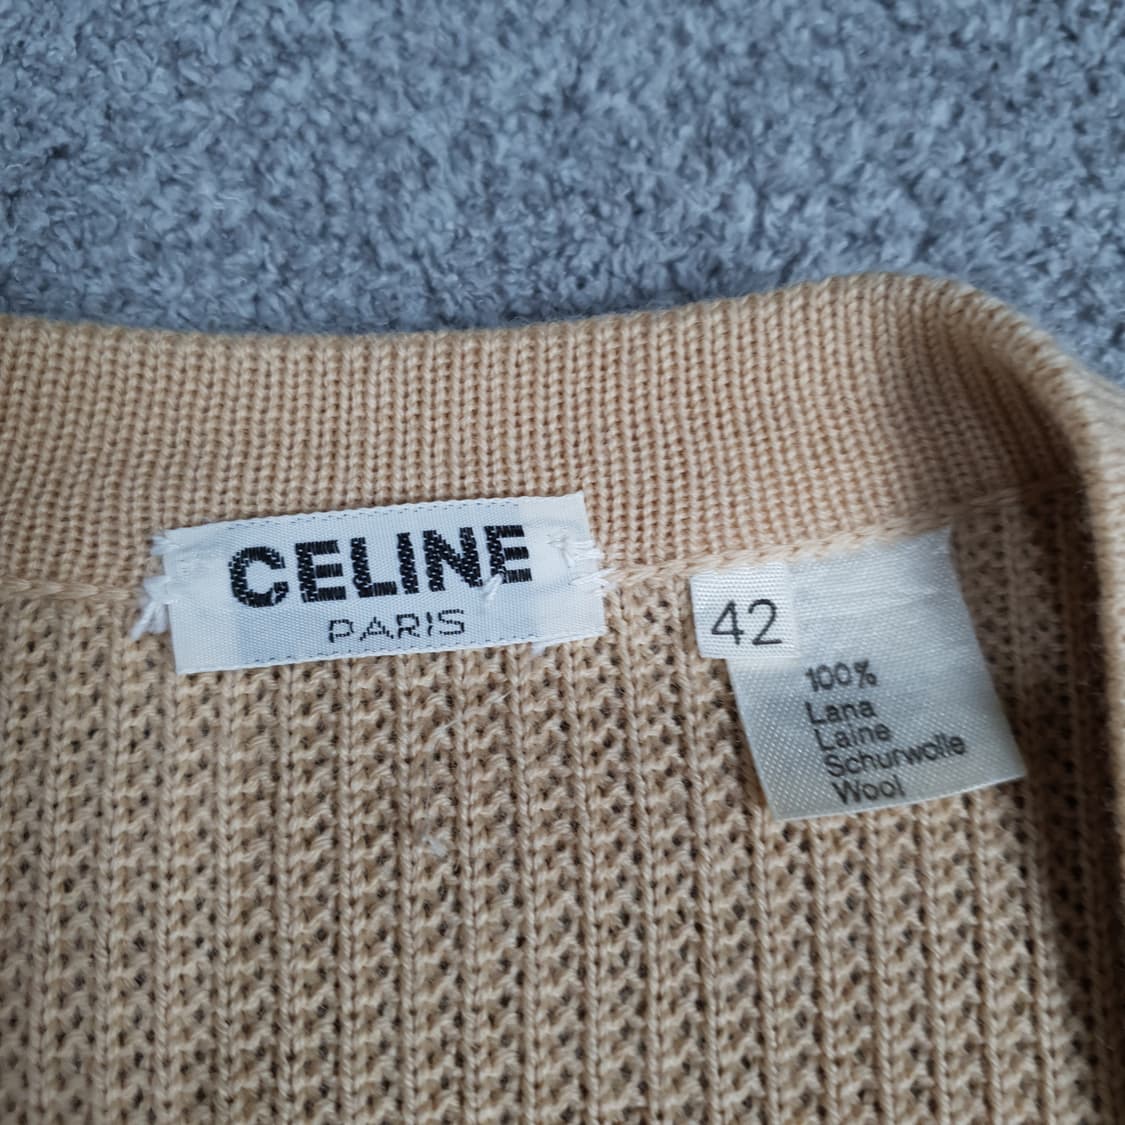 CELINE
PARIS
42
100%
Lana
Laine
Schurwolle
Wool